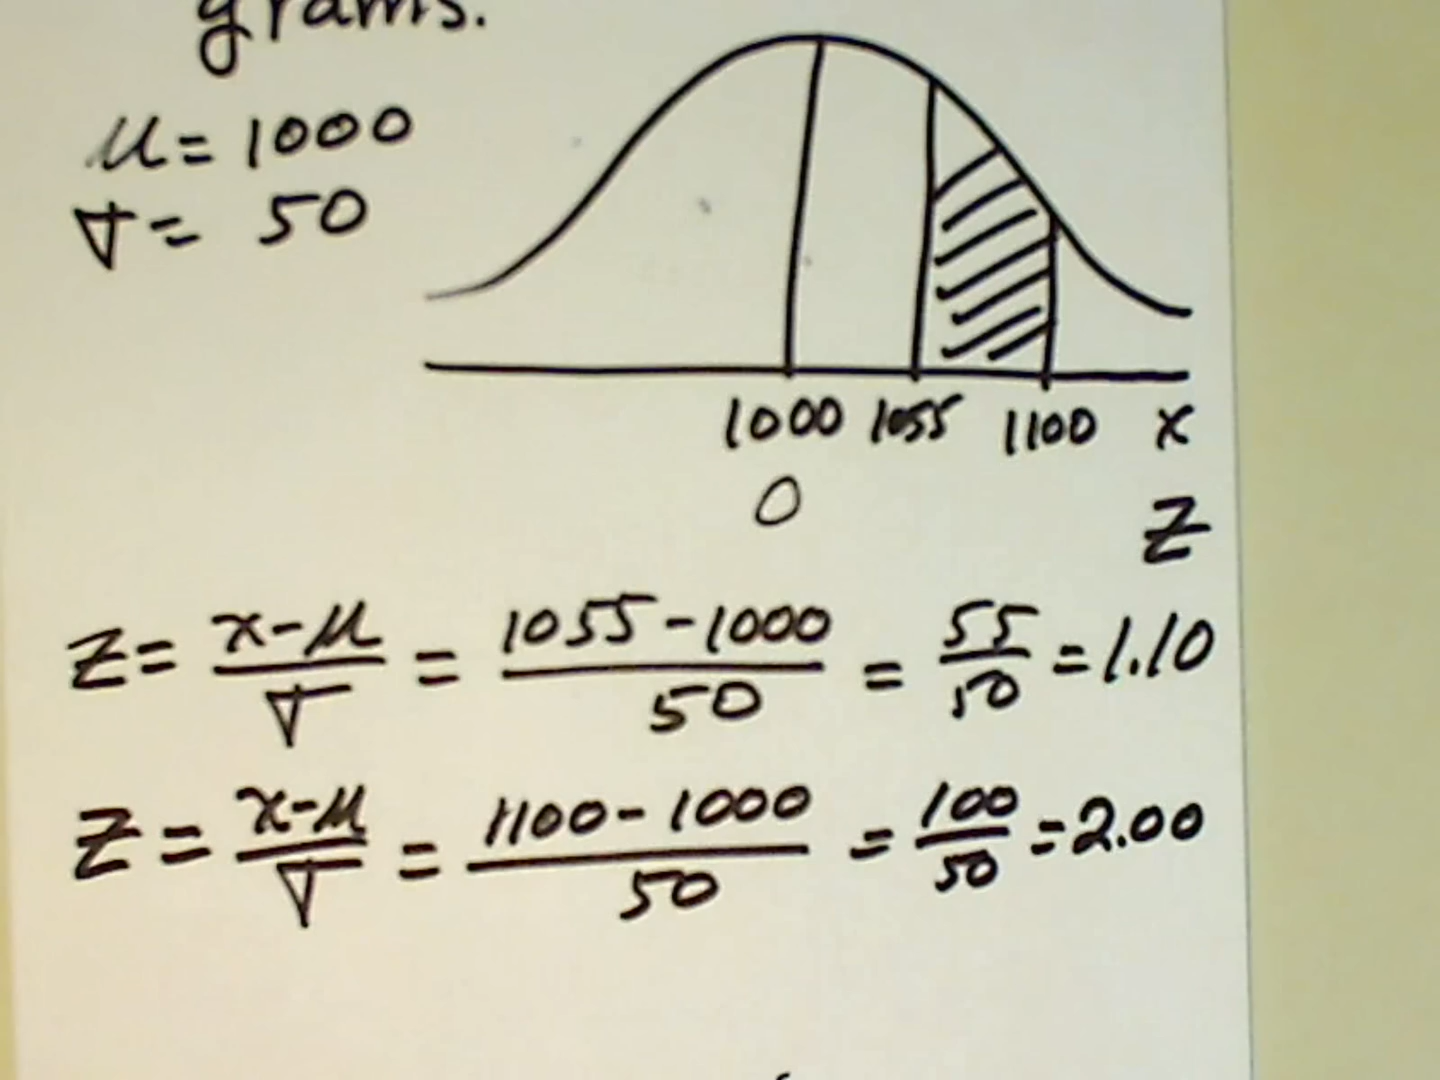 grams.
μ = 1000
σ = 50
1000 1055 1100 x
0 z
z = x-μ / σ = 1055-1000 / 50 = 55 / 50 = 1.10
z = x-μ / σ = 1100-1000 / 50 = 100 / 50 = 2.00